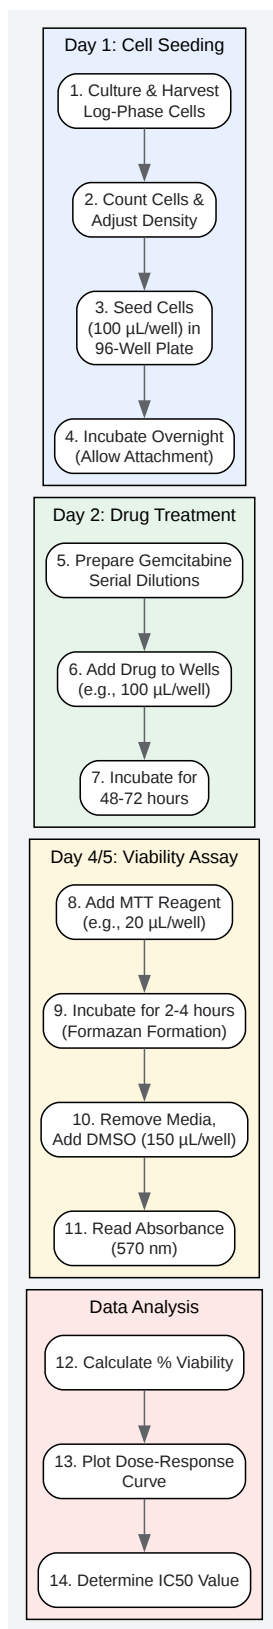 Day 1: Cell Seeding
1. Culture & Harvest
Log-Phase Cells
2. Count Cells &
Adjust Density
3. Seed Cells
(100 µL/well) in
96-Well Plate
4. Incubate Overnight
(Allow Attachment)
Day 2: Drug Treatment
5. Prepare Gemcitabine
Serial Dilutions
6. Add Drug to Wells
(e.g., 100 µL/well)
7. Incubate for
48-72 hours
Day 4/5: Viability Assay
8. Add MTT Reagent
(e.g., 20 µL/well)
9. Incubate for 2-4 hours
(Formazan Formation)
10. Remove Media,
Add DMSO (150 µL/well)
11. Read Absorbance
(570 nm)
Data Analysis
12. Calculate % Viability
13. Plot Dose-Response
Curve
14. Determine IC50 Value